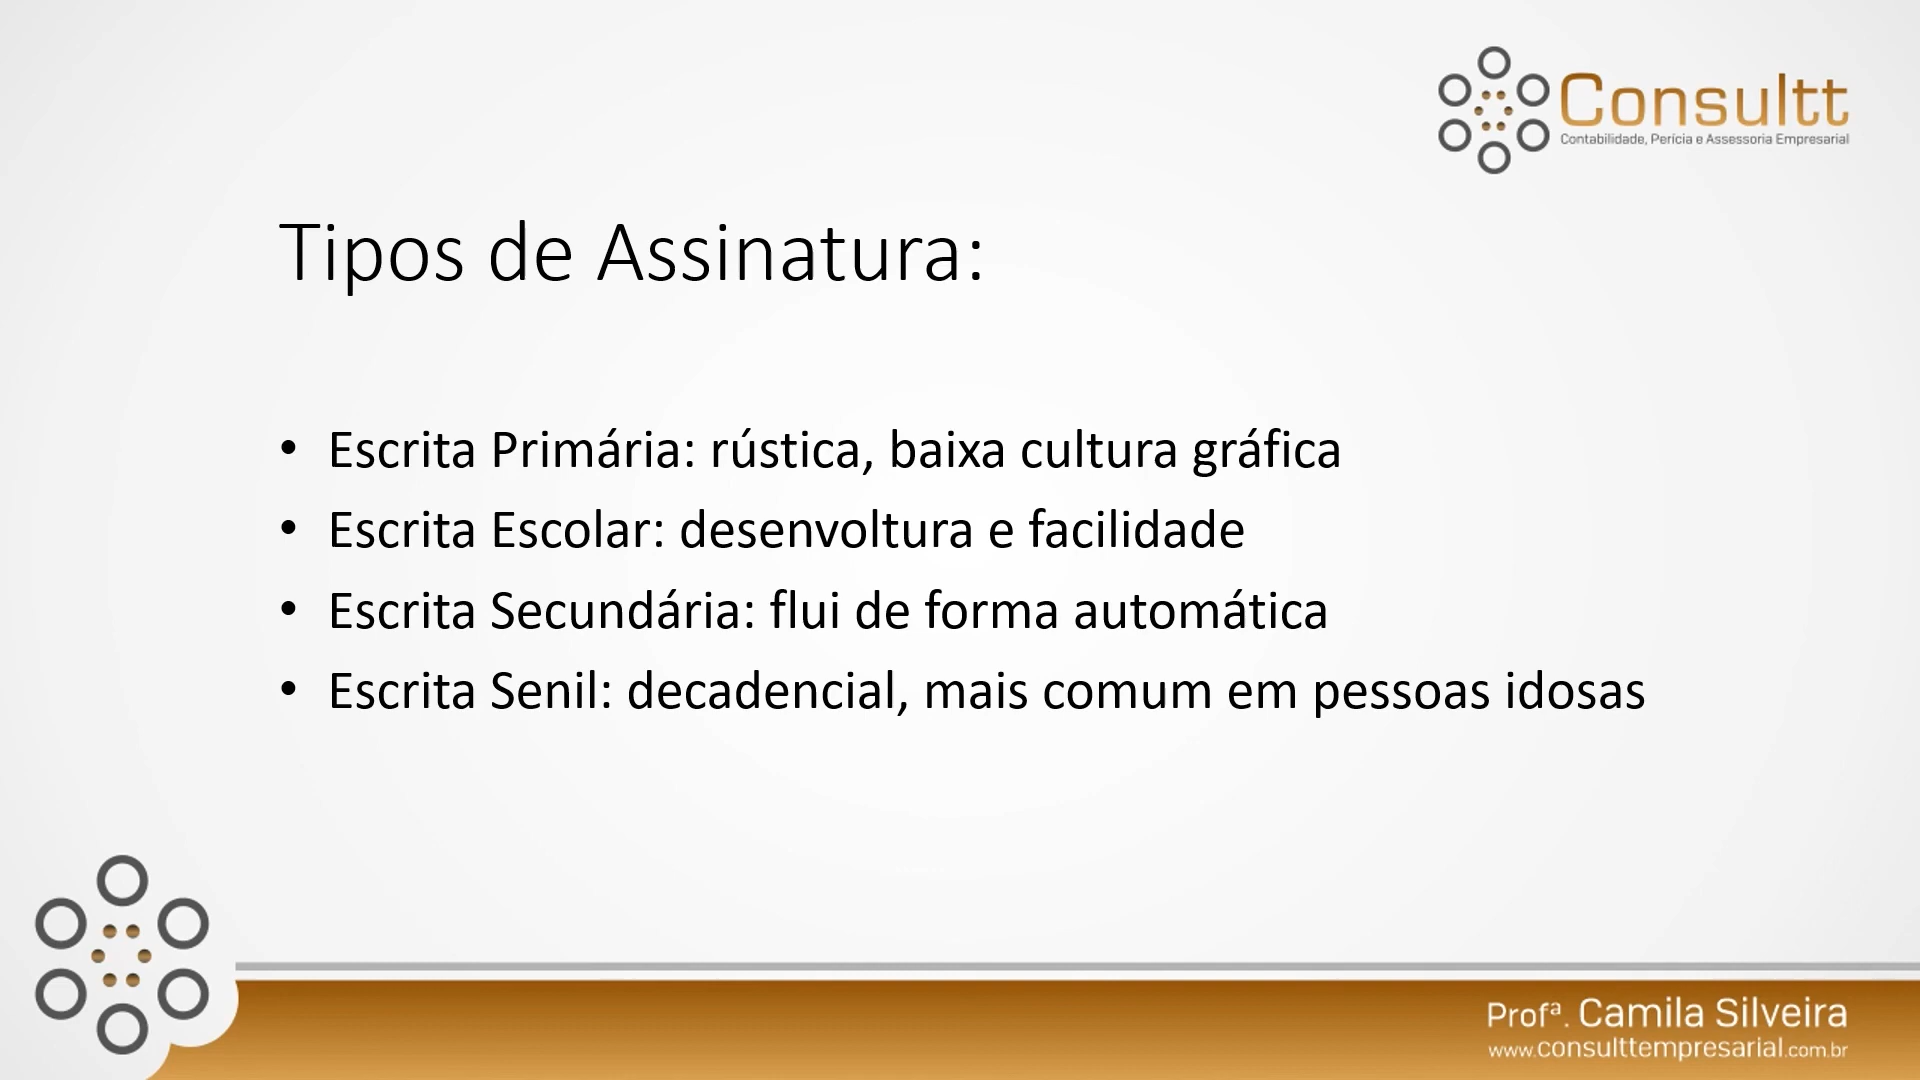 Consultt
Contabilidade, Perícia e Assessoria Empresarial
Tipos de Assinatura:
• Escrita Primária: rústica, baixa cultura gráfica
• Escrita Escolar: desenvoltura e facilidade
• Escrita Secundária: flui de forma automática
• Escrita Senil: decadencial, mais comum em pessoas idosas
Profª. Camila Silveira
www.consulttempresarial.com.br